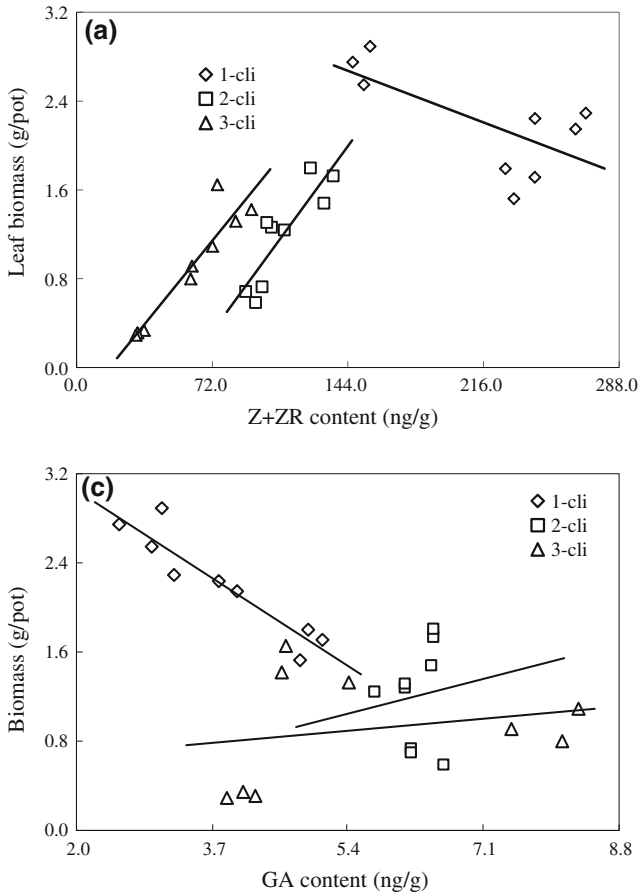 (a)
3.2
2.4
1.6
0.8
0.0
Leaf biomass (g/pot)
1-cli
2-cli
3-cli
0.0 72.0 144.0 216.0 288.0
Z+ZR content (ng/g)
(c)
3.2
2.4
1.6
0.8
0.0
Biomass (g/pot)
1-cli
2-cli
3-cli
2.0 3.7 5.4 7.1 8.8
GA content (ng/g)